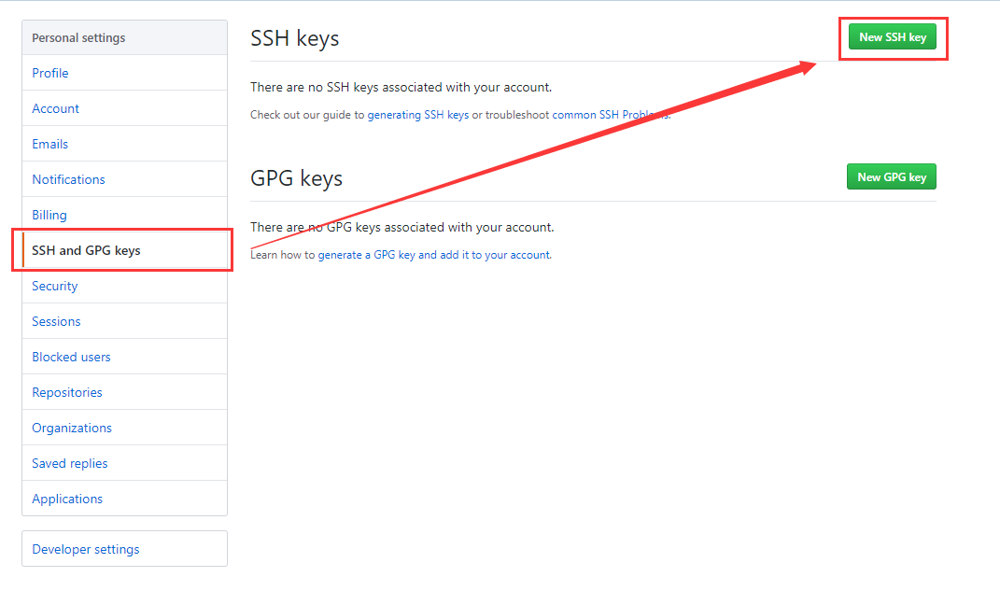 Personal settings
Profile
Account
Emails
Notifications
Billing
SSH and GPG keys
Security
Sessions
Blocked users
Repositories
Organizations
Saved replies
Applications
Developer settings
SSH keys
New SSH key
There are no SSH keys associated with your account.
Check out our guide to generating SSH keys or troubleshoot common SSH Problems.
GPG keys
New GPG key
There are no GPG keys associated with your account.
Learn how to generate a GPG key and add it to your account.